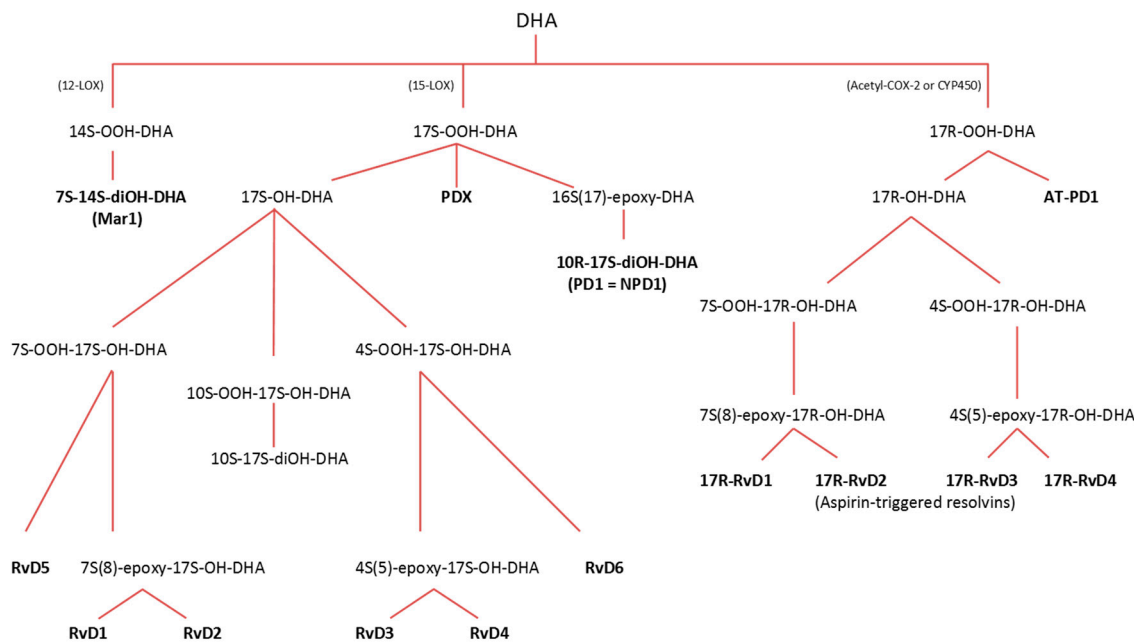 DHA
(12-LOX)
(15-LOX)
(Acetyl-COX-2 or CYP450)
14S-OOH-DHA
17S-OOH-DHA
17R-OOH-DHA
7S-14S-diOH-DHA
(Mar1)
17S-OH-DHA
PDX
16S(17)-epoxy-DHA
17R-OH-DHA
AT-PD1
10R-17S-diOH-DHA
(PD1 = NPD1)
7S-OOH-17R-OH-DHA
4S-OOH-17R-OH-DHA
7S-OOH-17S-OH-DHA
4S-OOH-17S-OH-DHA
10S-OOH-17S-OH-DHA
7S(8)-epoxy-17R-OH-DHA
4S(5)-epoxy-17R-OH-DHA
10S-17S-diOH-DHA
17R-RvD1
17R-RvD2
17R-RvD3
17R-RvD4
(Aspirin-triggered resolvins)
RvD5
7S(8)-epoxy-17S-OH-DHA
4S(5)-epoxy-17S-OH-DHA
RvD6
RvD1
RvD2
RvD3
RvD4